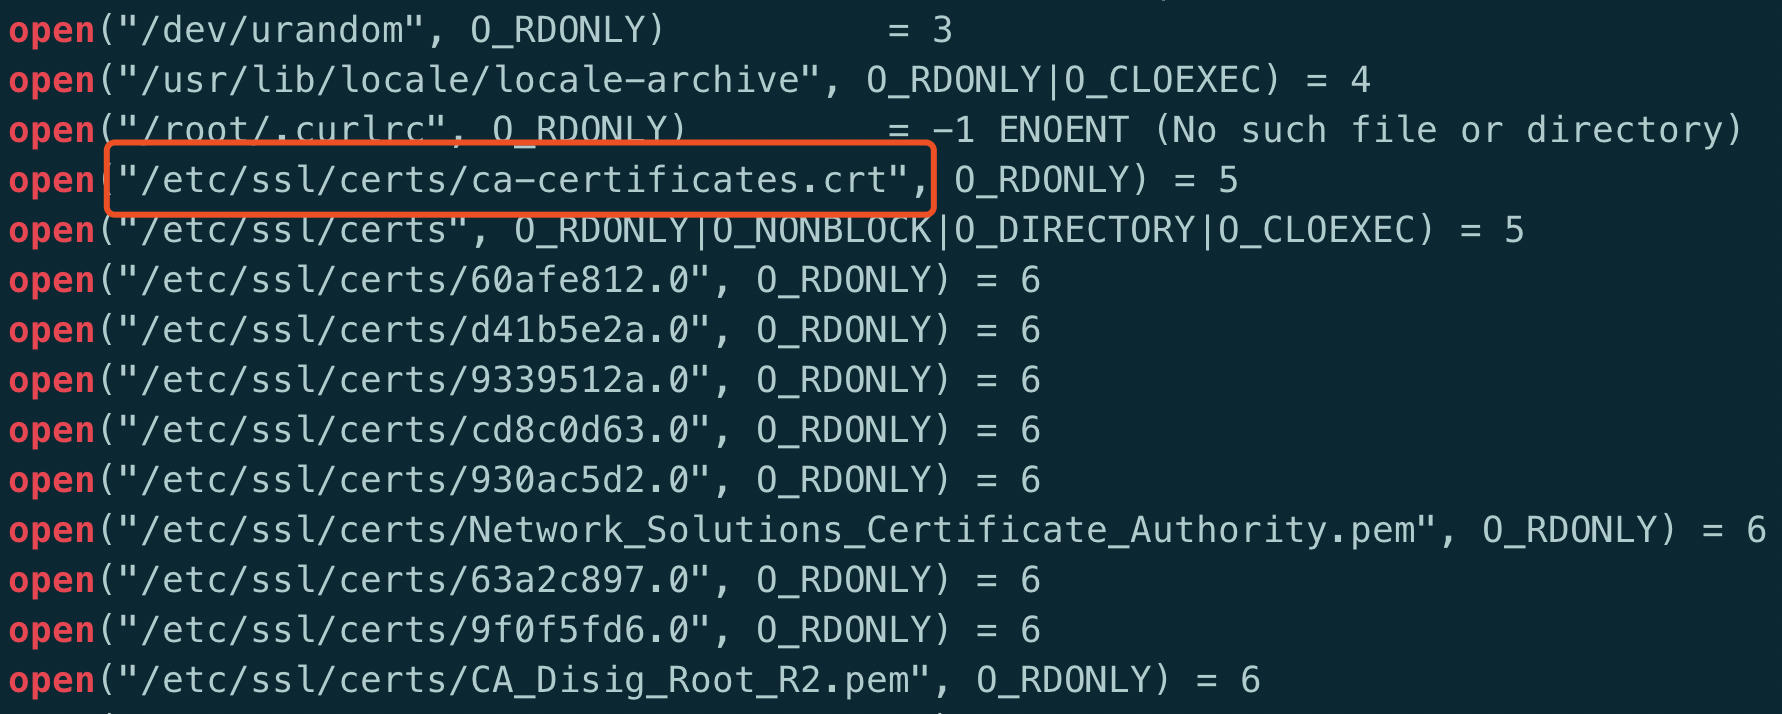 open("/dev/urandom", O_RDONLY)          = 3
open("/usr/lib/locale/locale-archive", O_RDONLY|O_CLOEXEC) = 4
open("/root/.curlrc", O_RDONLY)         = -1 ENOENT (No such file or directory)
open("/etc/ssl/certs/ca-certificates.crt", O_RDONLY) = 5
open("/etc/ssl/certs", O_RDONLY|O_NONBLOCK|O_DIRECTORY|O_CLOEXEC) = 5
open("/etc/ssl/certs/60afe812.0", O_RDONLY) = 6
open("/etc/ssl/certs/d41b5e2a.0", O_RDONLY) = 6
open("/etc/ssl/certs/9339512a.0", O_RDONLY) = 6
open("/etc/ssl/certs/cd8c0d63.0", O_RDONLY) = 6
open("/etc/ssl/certs/930ac5d2.0", O_RDONLY) = 6
open("/etc/ssl/certs/Network_Solutions_Certificate_Authority.pem", O_RDONLY) = 6
open("/etc/ssl/certs/63a2c897.0", O_RDONLY) = 6
open("/etc/ssl/certs/9f0f5fd6.0", O_RDONLY) = 6
open("/etc/ssl/certs/CA_Disig_Root_R2.pem", O_RDONLY) = 6